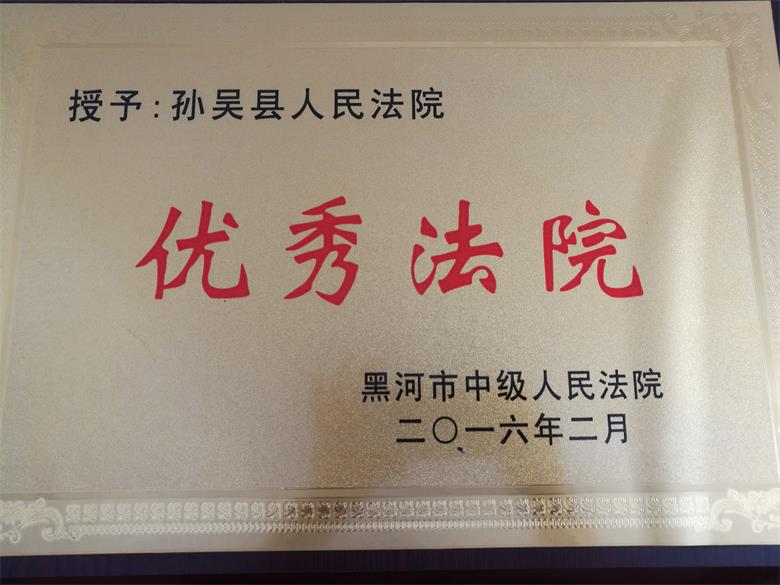 授予:孙吴县人民法院
优秀法院
黑河市中级人民法院
二〇一六年二月